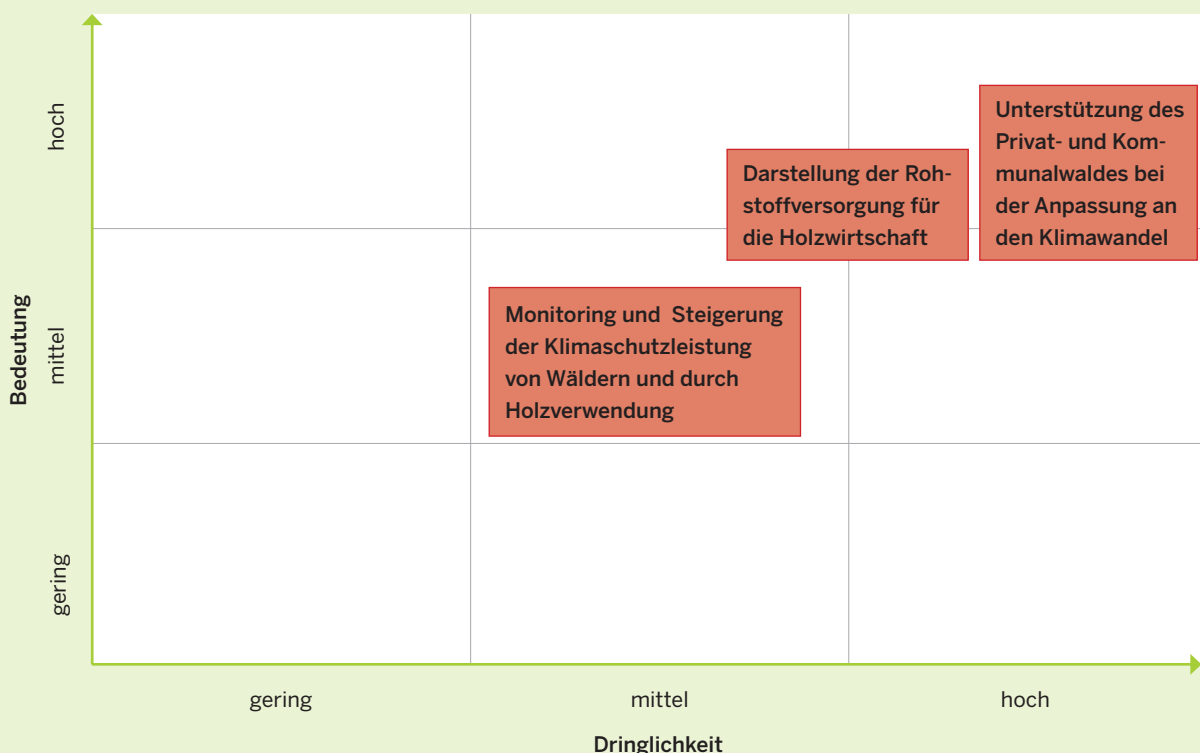 Bedeutung
hoch
mittel
gering
Unterstützung des
Privat- und Kom-
munalwaldes bei
der Anpassung an
den Klimawandel
Darstellung der Roh-
stoffversorgung für
die Holzwirtschaft
Monitoring und Steigerung
der Klimaschutzleistung
von Wäldern und durch
Holzverwendung
gering
mittel
hoch
Dringlichkeit